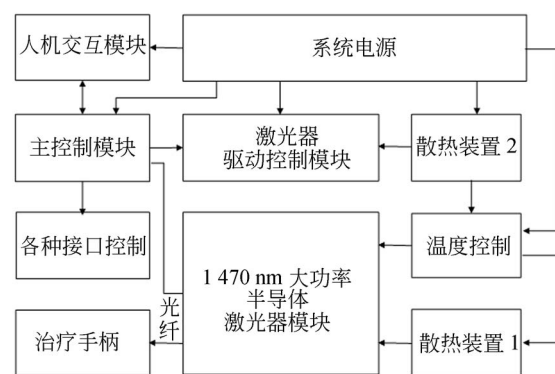 人机交互模块
系统电源
主控制模块
激光器
驱动控制模块
散热装置2
各种接口控制
1 470 nm 大功率
半导体
激光器模块
温度控制
光
纤
治疗手柄
散热装置1